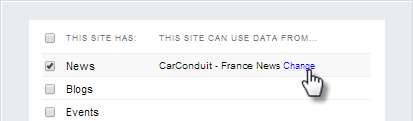 THIS SITE HAS: THIS SITE CAN USE DATA FROM...
News CarConduit - France News Change
Blogs
Events